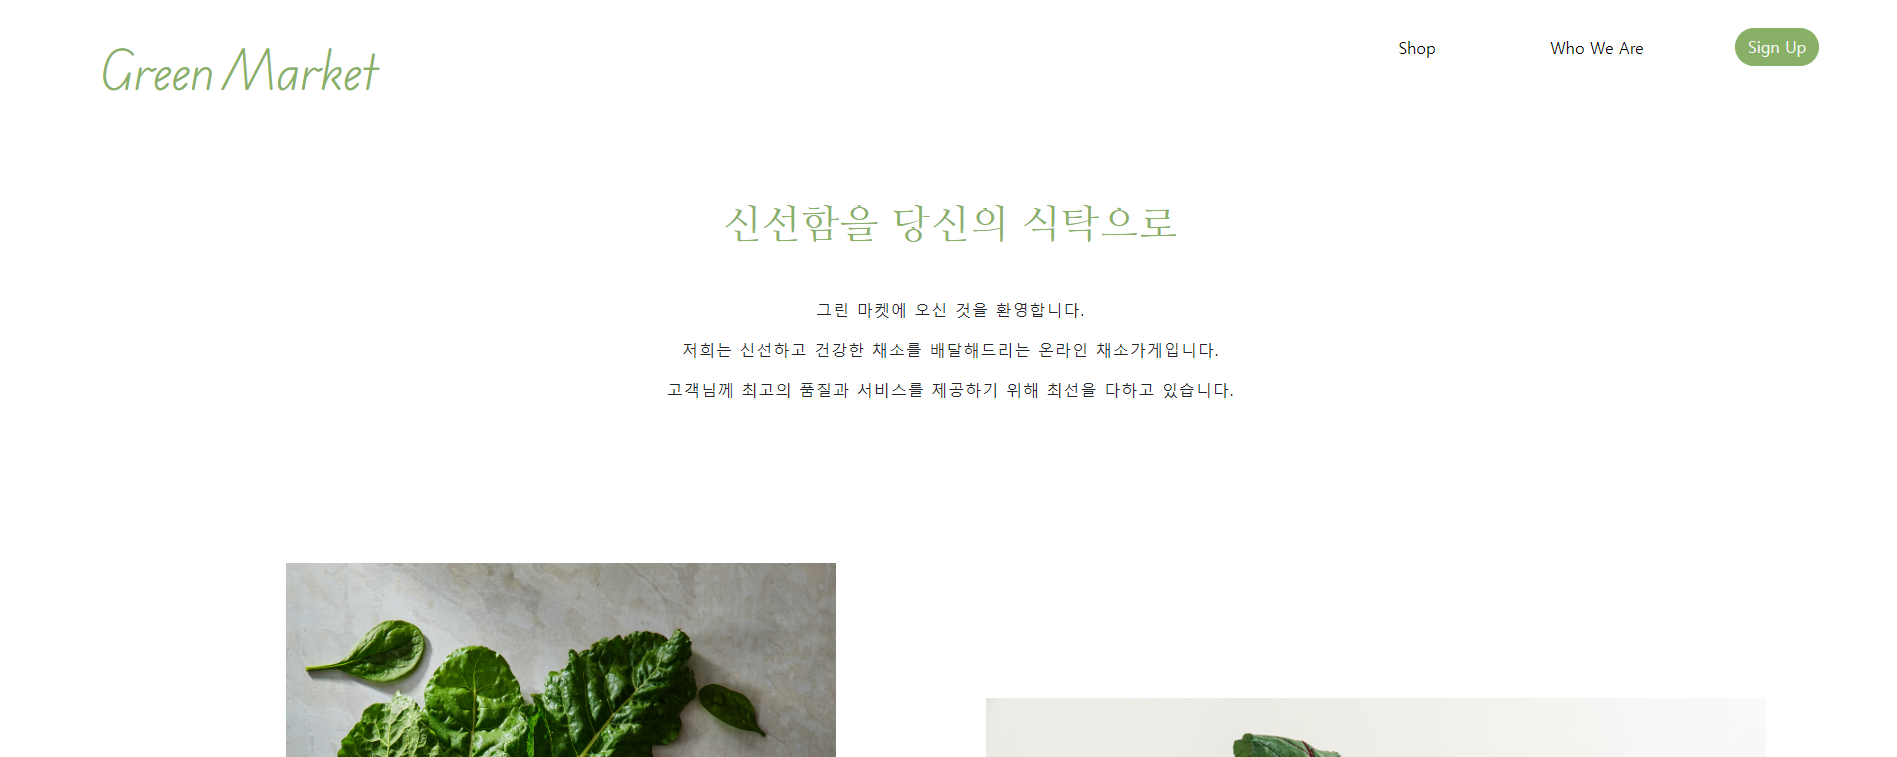 Green Market
Shop
Who We Are
Sign Up
신선함을 당신의 식탁으로
그린 마켓에 오신 것을 환영합니다.
저희는 신선하고 건강한 채소를 배달해드리는 온라인 채소가게입니다.
고객님께 최고의 품질과 서비스를 제공하기 위해 최선을 다하고 있습니다.